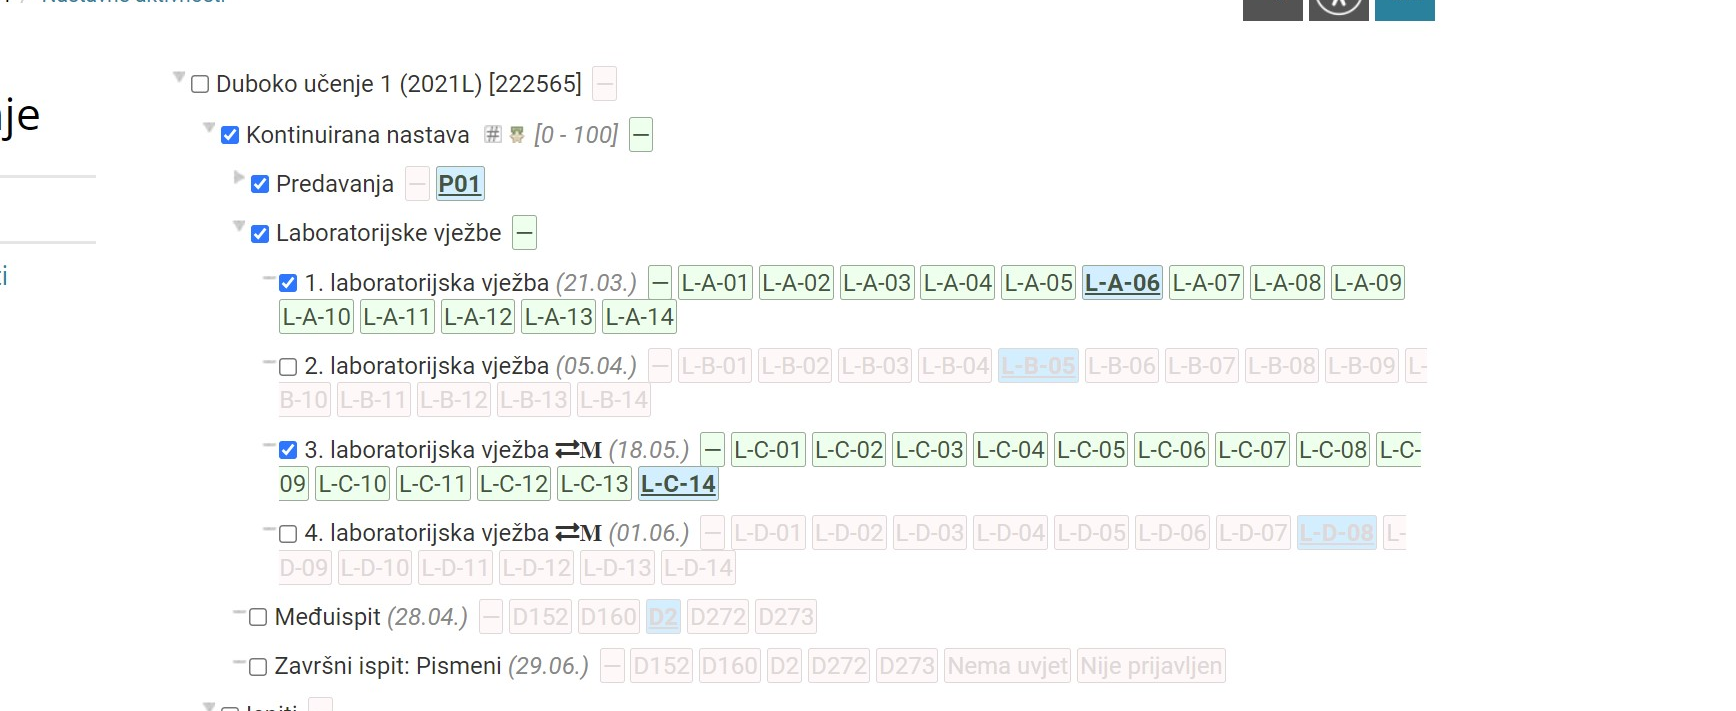 Duboko učenje 1 (2021L) [222565] —
je
Kontinuirana nastava # [0 - 100] —
Predavanja — P01
Laboratorijske vježbe —
ti
1. laboratorijska vježba (21.03.) — L-A-01 L-A-02 L-A-03 L-A-04 L-A-05 L-A-06 L-A-07 L-A-08 L-A-09
L-A-10 L-A-11 L-A-12 L-A-13 L-A-14
2. laboratorijska vježba (05.04.) — L-B-01 L-B-02 L-B-03 L-B-04 L-B-05 L-B-06 L-B-07 L-B-08 L-B-09 L-
B-10 L-B-11 L-B-12 L-B-13 L-B-14
3. laboratorijska vježba ⇄M (18.05.) — L-C-01 L-C-02 L-C-03 L-C-04 L-C-05 L-C-06 L-C-07 L-C-08 L-C-
09 L-C-10 L-C-11 L-C-12 L-C-13 L-C-14
4. laboratorijska vježba ⇄M (01.06.) — L-D-01 L-D-02 L-D-03 L-D-04 L-D-05 L-D-06 L-D-07 L-D-08 L-
D-09 L-D-10 L-D-11 L-D-12 L-D-13 L-D-14
Međuispit (28.04.) — D152 D160 D2 D272 D273
Završni ispit: Pismeni (29.06.) — D152 D160 D2 D272 D273 Nema uvjet Nije prijavljen